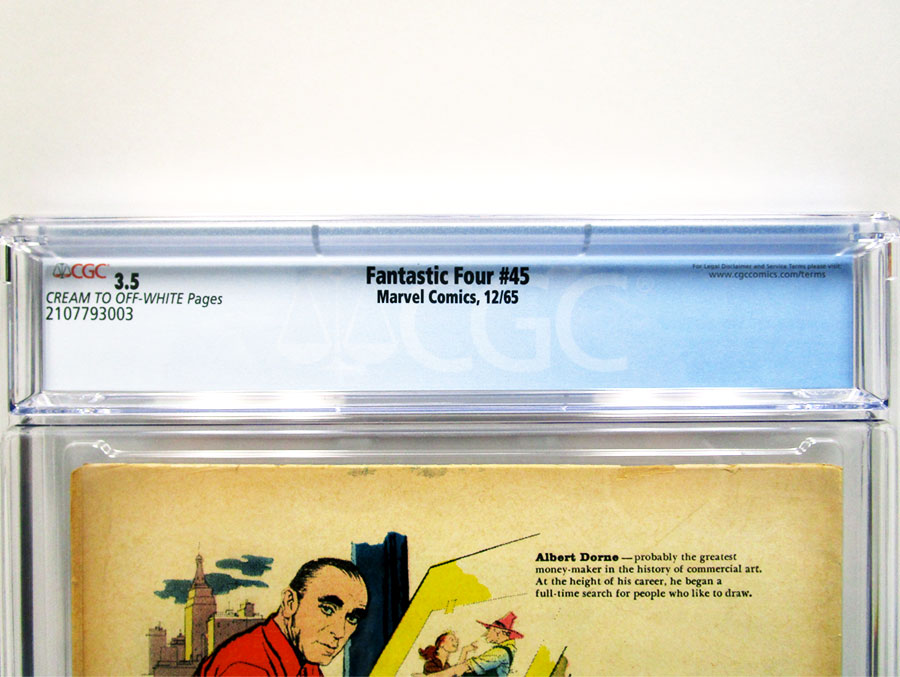 CGC 3.5
CREAM TO OFF-WHITE Pages
2107793003
Fantastic Four #45
Marvel Comics, 12/65
For Legal Disclaimer and Service Terms please visit:
www.cgccomics.com/terms
CGC
Albert Dorne — probably the greatest
money-maker in the history of commercial art.
At the height of his career, he began a
full-time search for people who like to draw.